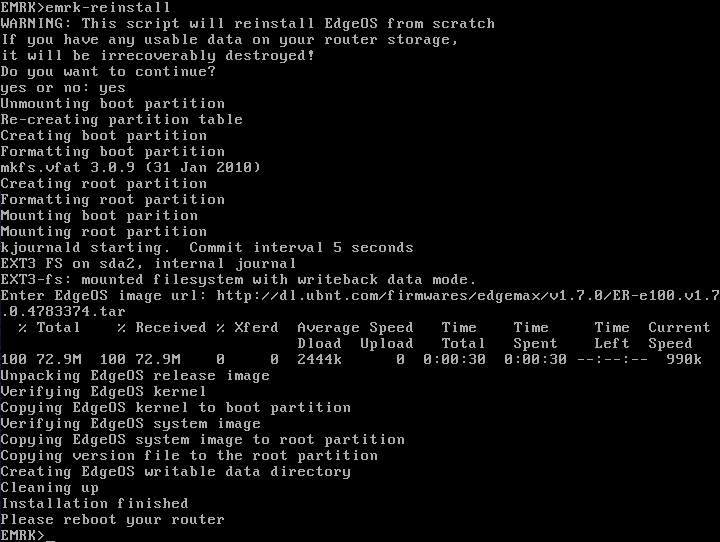 EMRK>emrk-reinstall
WARNING: This script will reinstall EdgeOS from scratch
If you have any usable data on your router storage,
it will be irrecoverably destroyed!
Do you want to continue?
yes or no: yes
Unmounting boot partition
Re-creating partition table
Creating boot partition
Formatting boot partition
mkfs.vfat 3.0.9 (31 Jan 2010)
Creating root partition
Formatting root partition
Mounting boot parition
Mounting root partition
kjournald starting.  Commit interval 5 seconds
EXT3 FS on sda2, internal journal
EXT3-fs: mounted filesystem with writeback data mode.
Enter EdgeOS image url: http://dl.ubnt.com/firmwares/edgemax/v1.7.0/ER-e100.v1.7
.0.4783374.tar
  % Total    % Received % Xferd  Average Speed   Time    Time     Time  Current
                                 Dload  Upload   Total   Spent    Left  Speed
100 72.9M  100 72.9M    0     0  2444k      0  0:00:30  0:00:30 --:--:--  990k
Unpacking EdgeOS release image
Verifying EdgeOS kernel
Copying EdgeOS kernel to boot partition
Verifying EdgeOS system image
Copying EdgeOS system image to root partition
Copying version file to the root partition
Creating EdgeOS writable data directory
Cleaning up
Installation finished
Please reboot your router
EMRK>_